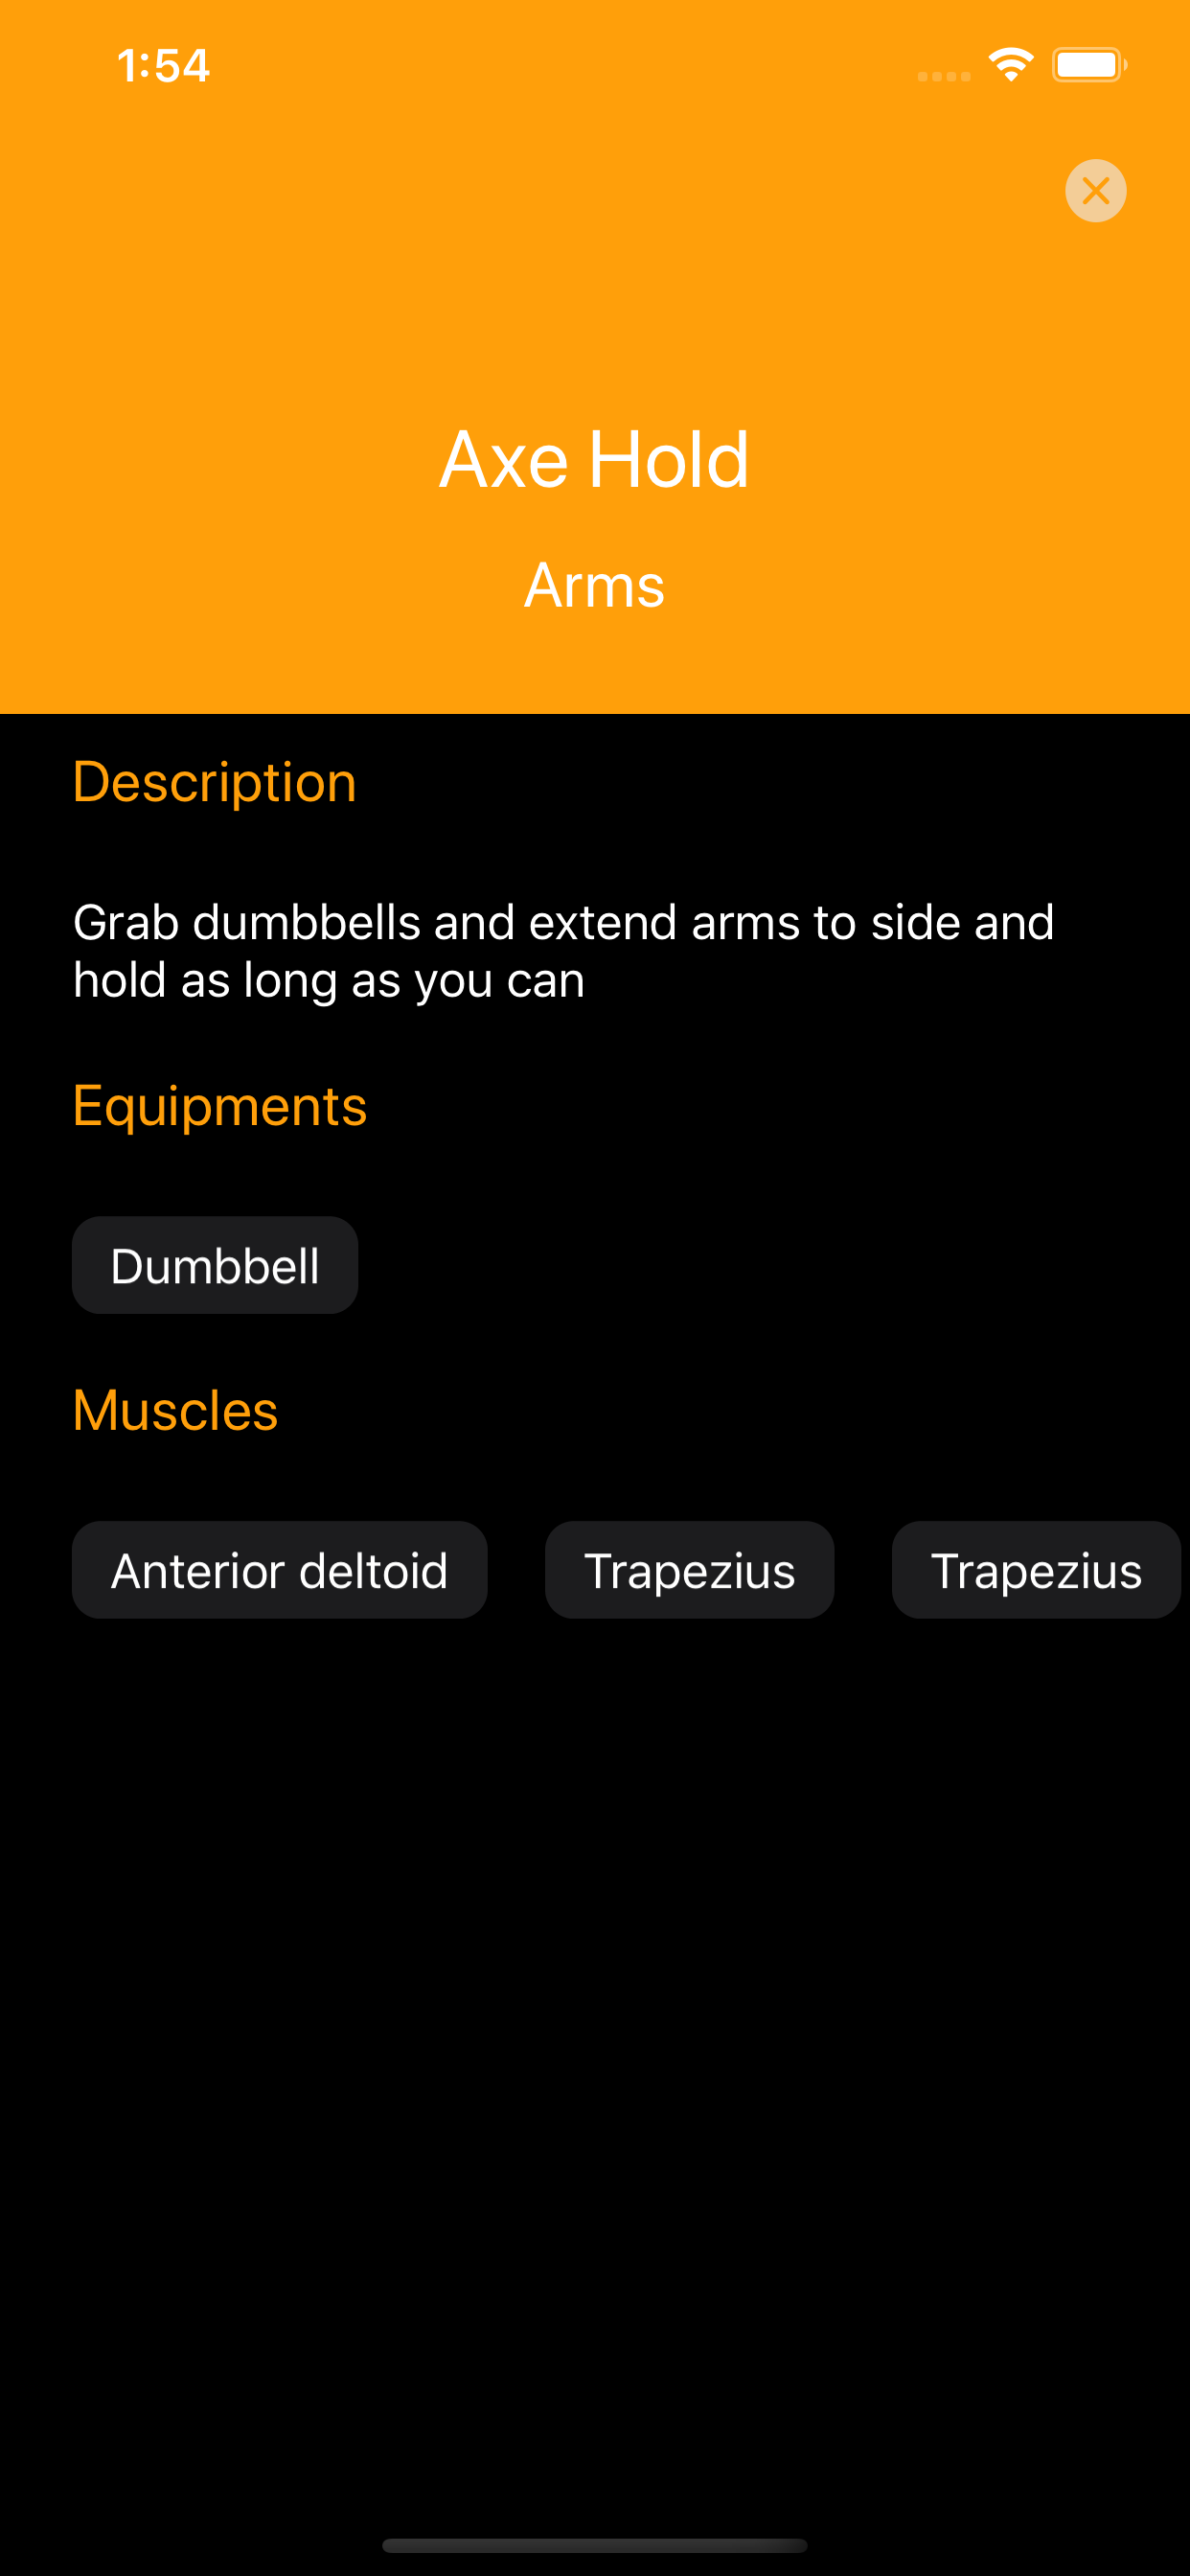 1:54
Axe Hold
Arms
Description
Grab dumbbells and extend arms to side and
hold as long as you can
Equipments
Dumbbell
Muscles
Anterior deltoid Trapezius Trapezius